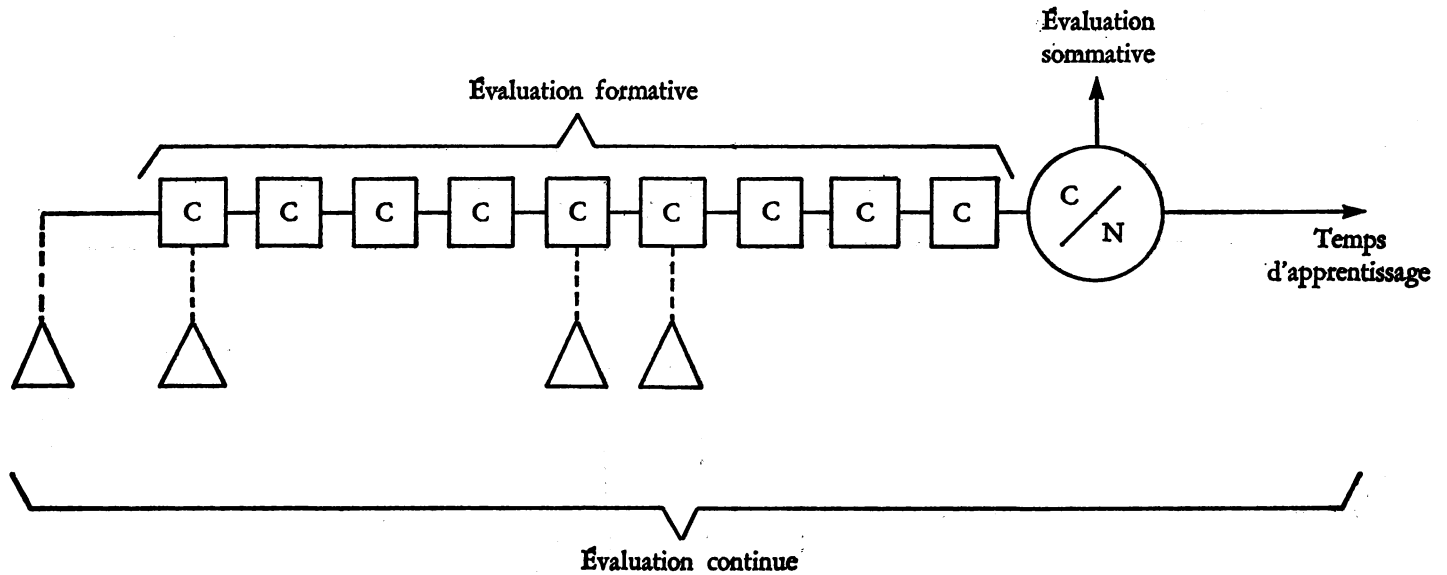 Évaluation
sommative
Évaluation formative
C C C C C C C C C C/N
Temps
d'apprentissage
Évaluation continue